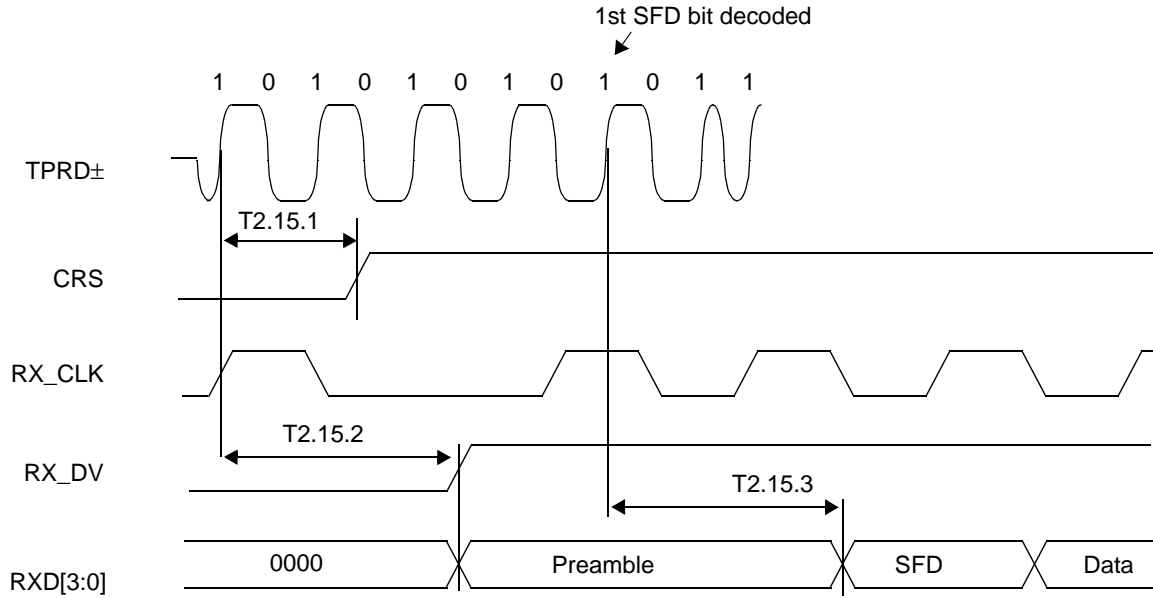 1st SFD bit decoded
1 0 1 0 1 0 1 0 1 0 1 1
TPRD±
T2.15.1
CRS
RX_CLK
T2.15.2
RX_DV
T2.15.3
RXD[3:0] 0000 Preamble SFD Data